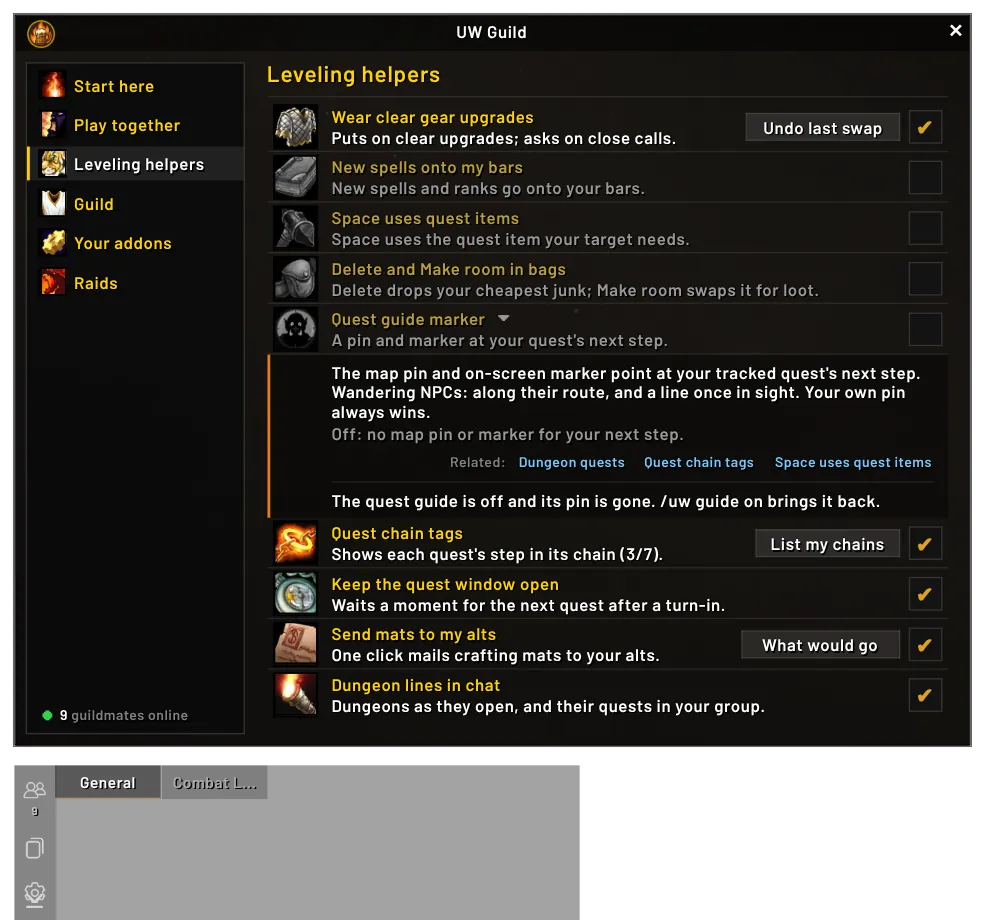 UW Guild
Start here
Play together
Leveling helpers
Guild
Your addons
Raids
9 guildmates online
Leveling helpers
Wear clear gear upgrades
Puts on clear upgrades; asks on close calls.
Undo last swap
New spells onto my bars
New spells and ranks go onto your bars.
Space uses quest items
Space uses the quest item your target needs.
Delete and Make room in bags
Delete drops your cheapest junk; Make room swaps it for loot.
Quest guide marker
A pin and marker at your quest's next step.
The map pin and on-screen marker point at your tracked quest's next step.
Wandering NPCs: along their route, and a line once in sight. Your own pin
always wins.
Off: no map pin or marker for your next step.
Related: Dungeon quests Quest chain tags Space uses quest items
The quest guide is off and its pin is gone. /uw guide on brings it back.
Quest chain tags
Shows each quest's step in its chain (3/7).
List my chains
Keep the quest window open
Waits a moment for the next quest after a turn-in.
Send mats to my alts
One click mails crafting mats to your alts.
What would go
Dungeon lines in chat
Dungeons as they open, and their quests in your group.
General
Combat L...
9